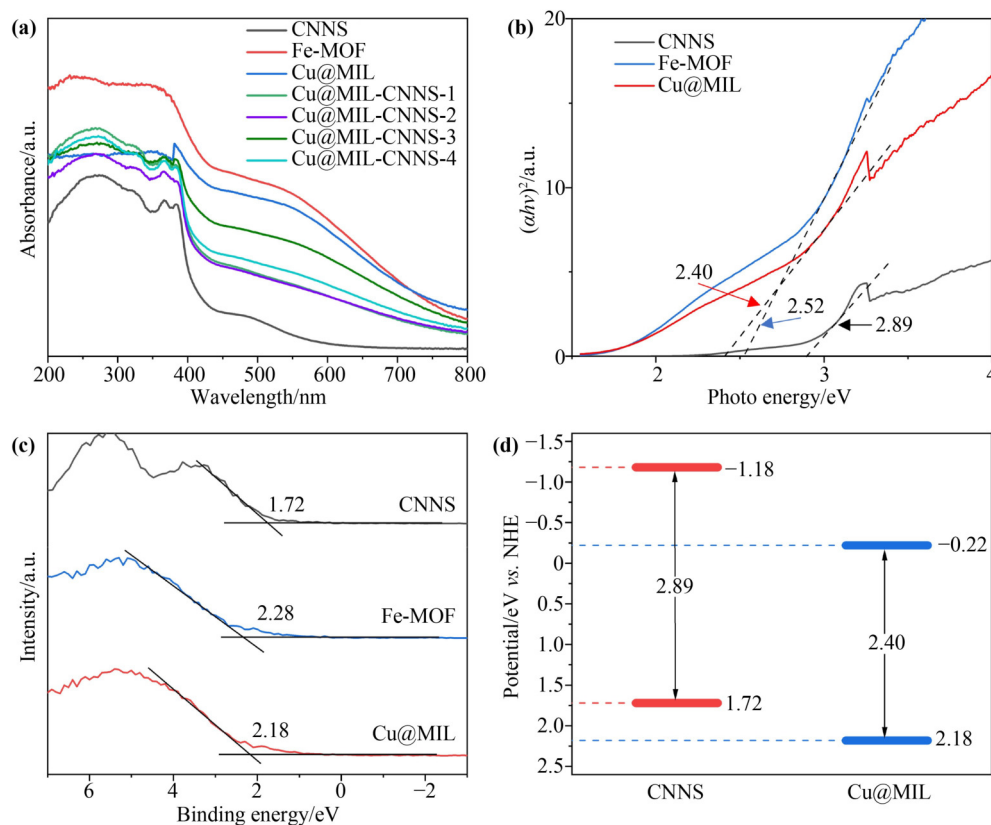 (a)
CNNS
Fe-MOF
Cu@MIL
Cu@MIL-CNNS-1
Cu@MIL-CNNS-2
Cu@MIL-CNNS-3
Cu@MIL-CNNS-4
Absorbance/a.u.
200 300 400 500 600 700 800
Wavelength/nm
(b)
CNNS
Fe-MOF
Cu@MIL
20
10
0
(αhv)²/a.u.
2.40
2.52
2.89
2 3 4
Photo energy/eV
(c)
1.72
CNNS
2.28
Fe-MOF
2.18
Cu@MIL
Intensity/a.u.
6 4 2 0 −2
Binding energy/eV
(d)
−1.5
−1.0
−0.5
0
0.5
1.0
1.5
2.0
2.5
Potential/eV vs. NHE
−1.18
2.89
1.72
−0.22
2.40
2.18
CNNS Cu@MIL